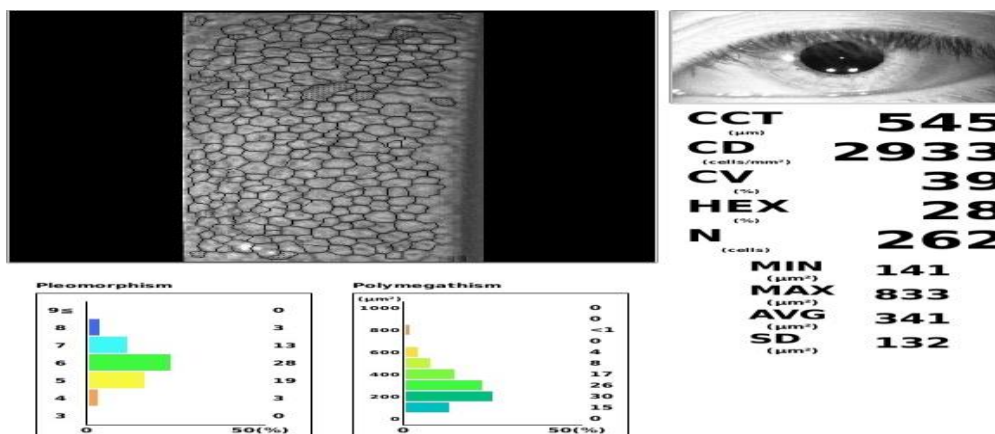 CCT 545
(μm)
CD 2933
(cells/mm²)
CV 39
(%)
HEX 28
(%)
N 262
(cells)
MIN 141
(μm²)
MAX 833
(μm²)
AVG 341
(μm²)
SD 132
(μm²)
Pleomorphism
9≤ 0
8 3
7 13
6 28
5 19
4 3
3 0
0 50(%)
Polymegathism
(μm²)
1000 0
0
800 <1
0
600 4
8
400 17
26
200 30
15
0 0
0 50(%)